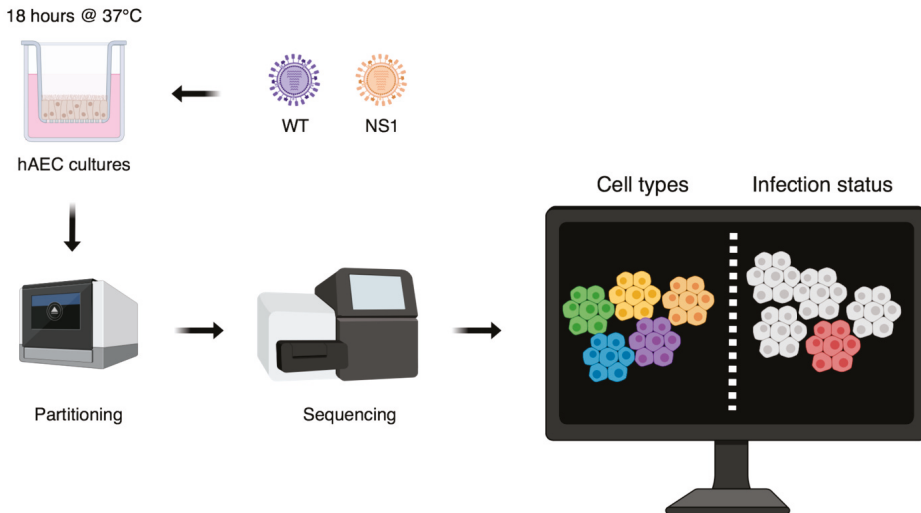 18 hours @ 37°C
WT
NS1
hAEC cultures
Partitioning
Sequencing
Cell types
Infection status